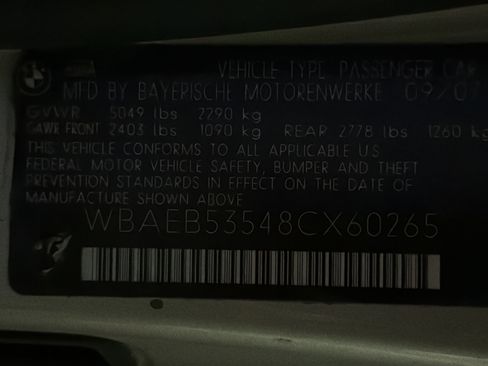 VEHICLE TYPE PASSENGER CAR
MFD BY BAYERISCHE MOTORENWERKE 09/07
GVWR 5049 lbs 2290 kg
GAWR FRONT 2403 lbs 1090 kg REAR 2778 lbs 1260 kg
THIS VEHICLE CONFORMS TO ALL APPLICABLE U.S
FEDERAL MOTOR VEHICLE SAFETY, BUMPER AND THEFT
PREVENTION STANDARDS IN EFFECT ON THE DATE OF
MANUFACTURE SHOWN ABOVE
WBAEB53548CX60265